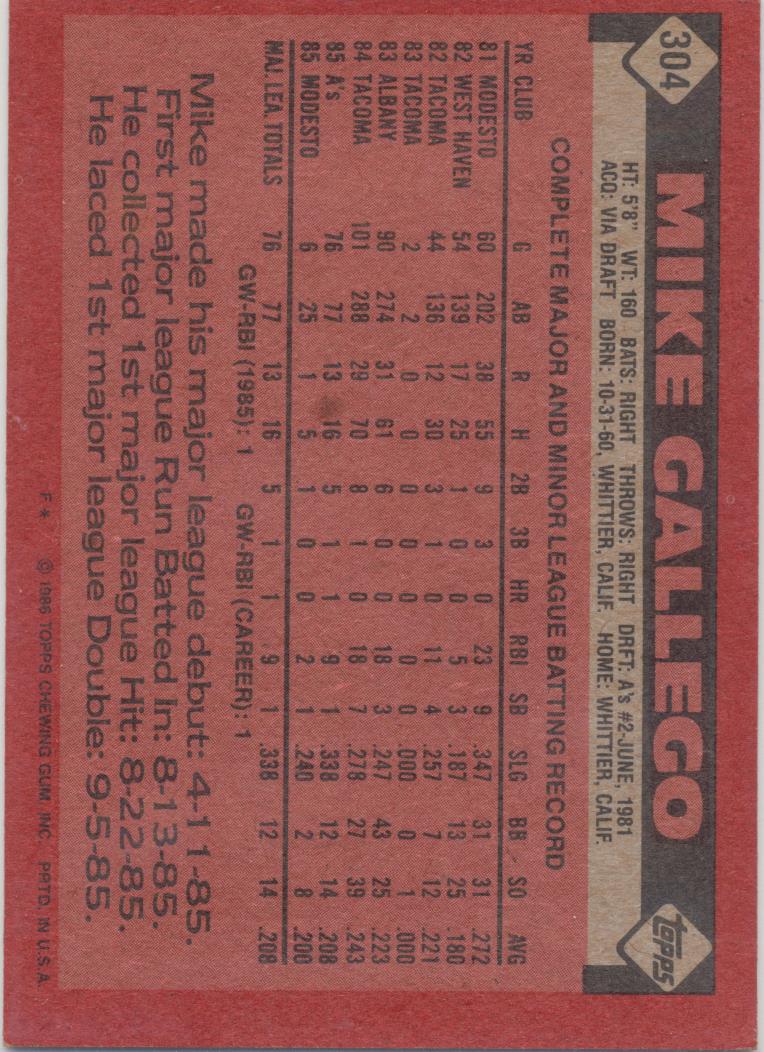 304
MIKE GALLEGO
topps
HT: 5'8" WT: 160 BATS: RIGHT THROWS: RIGHT DRFT: A's #2-JUNE, 1981
ACQ: VIA DRAFT BORN: 10-31-60, WHITTIER, CALIF. HOME: WHITTIER, CALIF.
COMPLETE MAJOR AND MINOR LEAGUE BATTING RECORD
YR CLUB G AB R H 2B 3B HR RBI SB SLG BB SO AVG
81 MODESTO 60 202 38 55 9 3 0 23 9 .347 31 31 .272
82 WEST HAVEN 54 139 17 25 1 0 0 5 3 .187 13 25 .180
82 TACOMA 44 136 12 30 3 1 0 11 4 .257 7 12 .221
83 TACOMA 2 2 0 0 0 0 0 0 0 .000 0 1 .000
83 ALBANY 90 274 31 61 6 0 0 18 3 .247 43 25 .223
84 TACOMA 101 288 29 70 8 1 0 18 7 .278 27 39 .243
85 A's 76 77 13 16 5 1 1 9 1 .338 12 14 .208
85 MODESTO 6 25 1 5 1 0 0 2 1 .240 2 8 .200
MAJ. LEA. TOTALS 76 77 13 16 5 1 1 9 1 .338 12 14 .208
GW-RBI (1985): 1 GW-RBI (CAREER): 1
Mike made his major league debut: 4-11-85.
First major league Run Batted In: 8-13-85.
He collected 1st major league Hit: 8-22-85.
He laced 1st major league Double: 9-5-85.
F* © 1986 TOPPS CHEWING GUM, INC. PRTD. IN U.S.A.